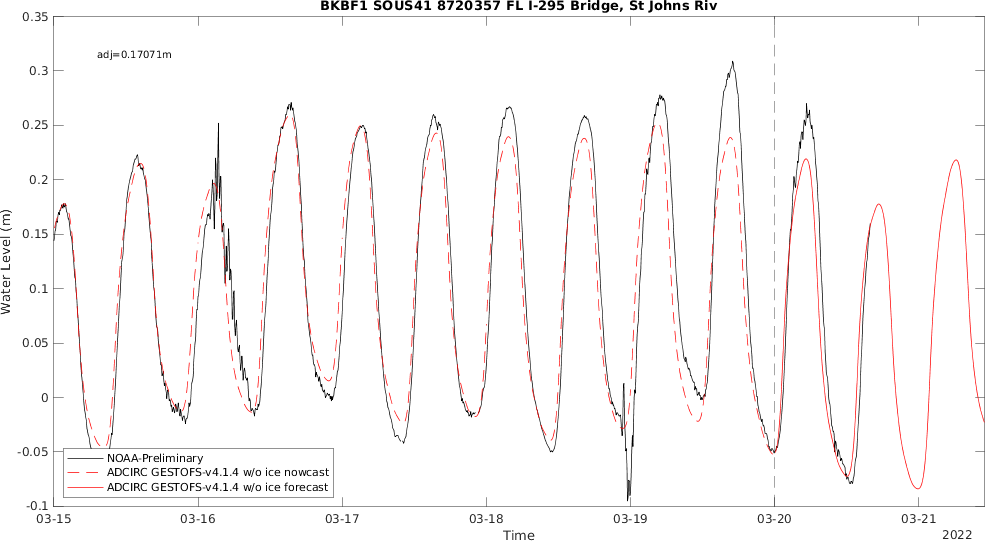 BKBF1 SOUS41 8720357 FL I-295 Bridge, St Johns Riv
0.35
adj=0.17071m
0.3
0.25
0.2
0.15
0.1
0.05
0
-0.05
-0.1
Water Level (m)
NOAA-Preliminary
ADCIRC GESTOFS-v4.1.4 w/o ice nowcast
ADCIRC GESTOFS-v4.1.4 w/o ice forecast
03-15 03-16 03-17 03-18 03-19 03-20 03-21
Time
2022